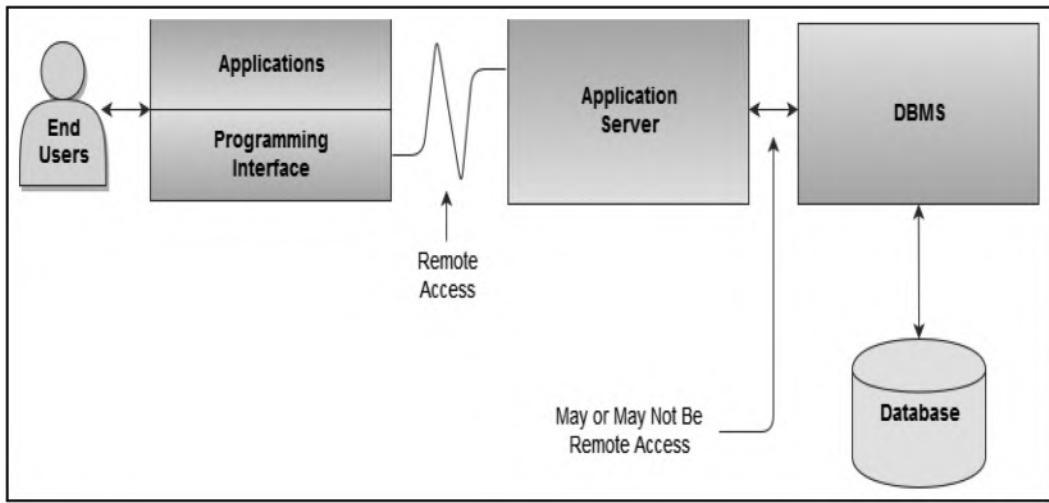 End
Users
Applications
Programming
Interface
Remote
Access
Application
Server
May or May Not Be
Remote Access
DBMS
Database